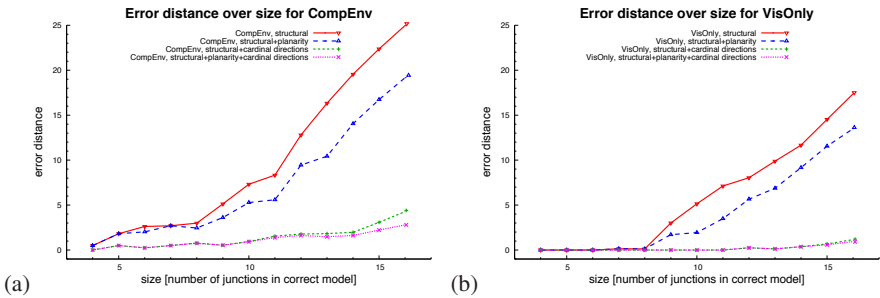 Error distance over size for CompEnv
CompEnv, structural
CompEnv, structural+planarity
CompEnv, structural+cardinal directions
CompEnv, structural+planarity+cardinal directions
error distance
25
20
15
10
5
0
5
10
15
size [number of junctions in correct model]
(a)
Error distance over size for VisOnly
VisOnly, structural
VisOnly, structural+planarity
VisOnly, structural+cardinal directions
VisOnly, structural+planarity+cardinal directions
error distance
25
20
15
10
5
0
5
10
15
size [number of junctions in correct model]
(b)